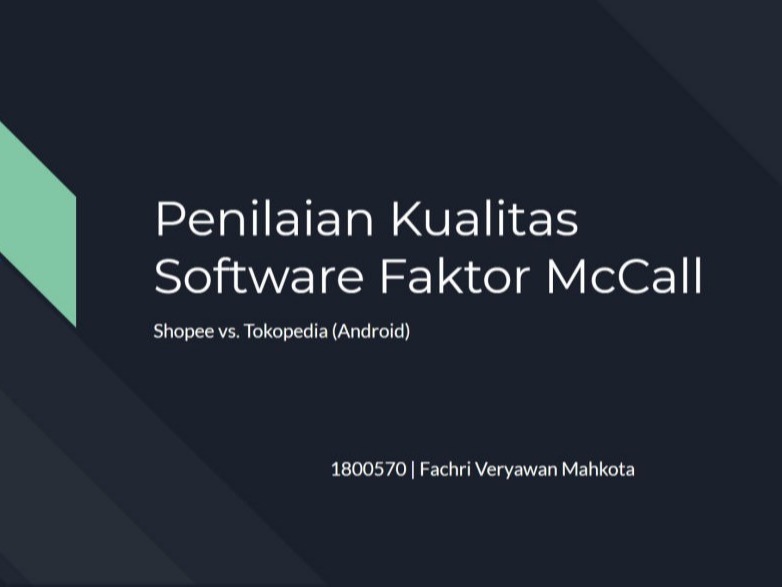 Penilaian Kualitas
Software Faktor McCall
Shopee vs. Tokopedia (Android)
1800570 | Fachri Veryawan Mahkota